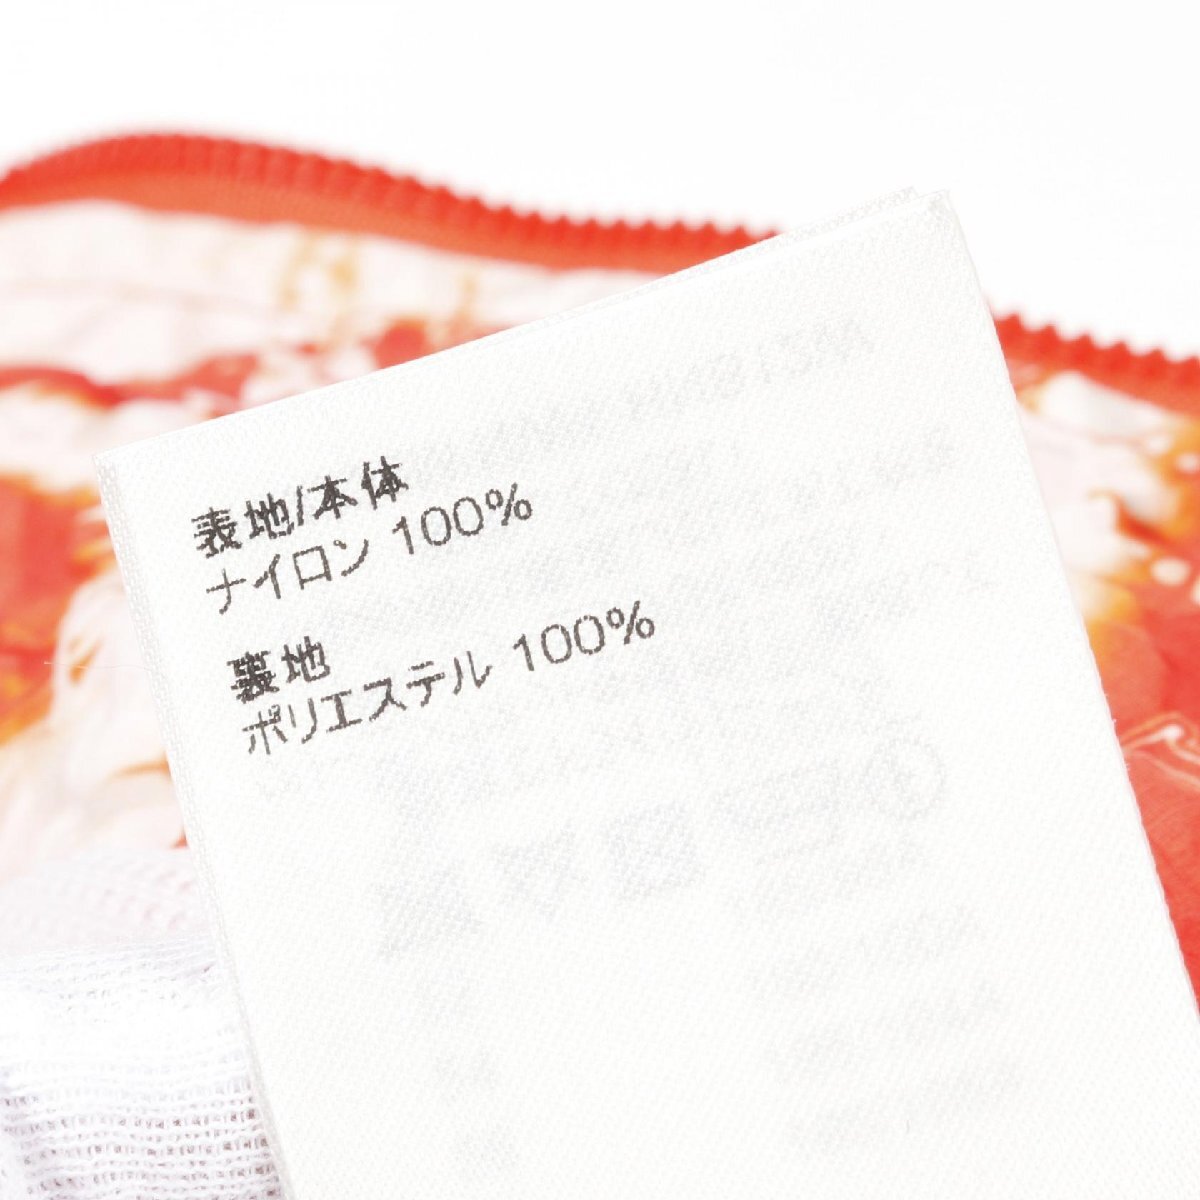 表地/本体
ナイロン 100%
裏地
ポリエステル 100%